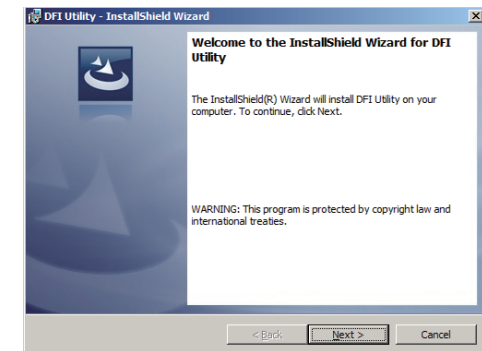 DFI Utility - InstallShield Wizard
Welcome to the InstallShield Wizard for DFI
Utility
The InstallShield(R) Wizard will install DFI Utility on your
computer. To continue, click Next.
WARNING: This program is protected by copyright law and
international treaties.
< Back
Next >
Cancel